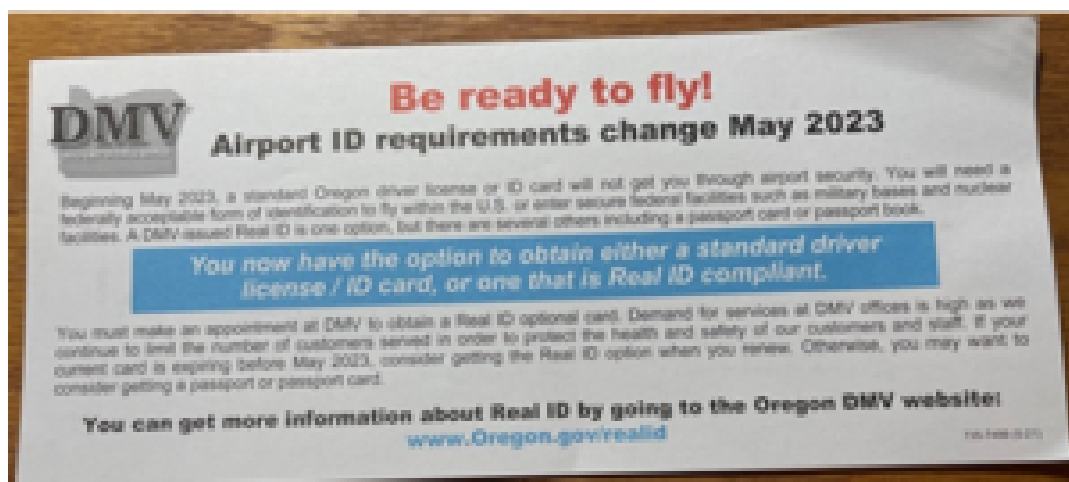 DMV
Be ready to fly!
Airport ID requirements change May 2023
Beginning May 2023, a standard Oregon driver license or ID card will not get you through airport security. You will need a
federally acceptable form of identification to fly within the U.S. or enter secure federal facilities such as military bases and nuclear
facilities. A DMV-issued Real ID is one option, but there are several others including a passport card or passport book.
You now have the option to obtain either a standard driver
license / ID card, or one that is Real ID compliant.
You must make an appointment at DMV to obtain a Real ID optional card. Demand for services at DMV offices is high as we
continue to limit the number of customers served in order to protect the health and safety of our customers and staff. If your
current card is expiring before May 2023, consider getting the Real ID option when you renew. Otherwise, you may want to
consider getting a passport or passport card.
You can get more information about Real ID by going to the Oregon DMV website:
www.Oregon.gov/realid